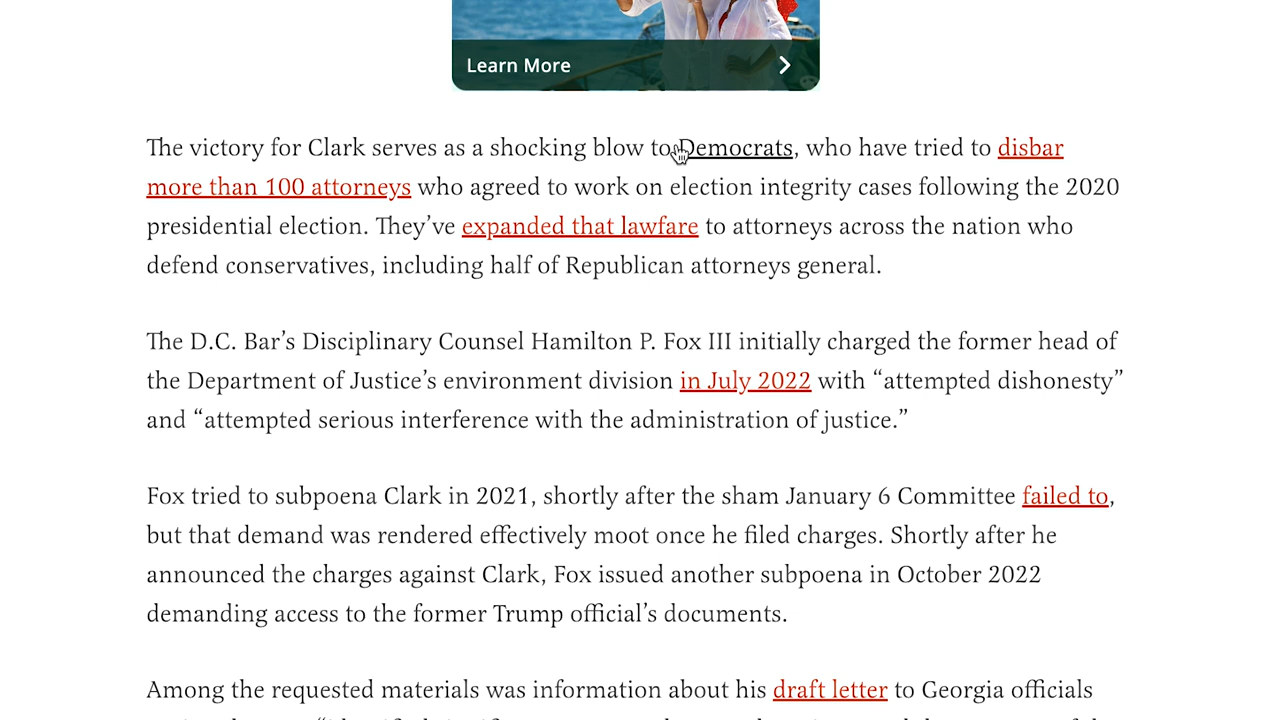 Learn More
The victory for Clark serves as a shocking blow to Democrats, who have tried to disbar
more than 100 attorneys who agreed to work on election integrity cases following the 2020
presidential election. They’ve expanded that lawfare to attorneys across the nation who
defend conservatives, including half of Republican attorneys general.
The D.C. Bar’s Disciplinary Counsel Hamilton P. Fox III initially charged the former head of
the Department of Justice’s environment division in July 2022 with “attempted dishonesty”
and “attempted serious interference with the administration of justice.”
Fox tried to subpoena Clark in 2021, shortly after the sham January 6 Committee failed to,
but that demand was rendered effectively moot once he filed charges. Shortly after he
announced the charges against Clark, Fox issued another subpoena in October 2022
demanding access to the former Trump official’s documents.
Among the requested materials was information about his draft letter to Georgia officials